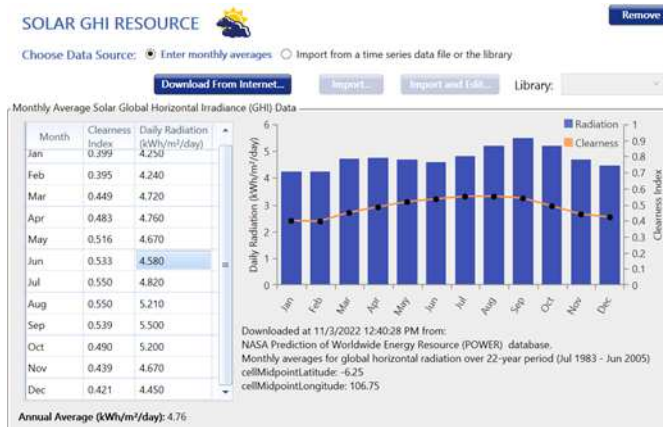 SOLAR GHI RESOURCE
Remove
Choose Data Source: Enter monthly averages Import from a time series data file or the library
Download From Internet... Import... Import and Edit... Library:
Monthly Average Solar Global Horizontal Irradiance (GHI) Data
Month Clearness Index Daily Radiation (kWh/m²/day)
Jan 0.399 4.250
Feb 0.395 4.240
Mar 0.449 4.720
Apr 0.483 4.760
May 0.516 4.670
Jun 0.533 4.580
Jul 0.550 4.820
Aug 0.550 5.210
Sep 0.539 5.500
Oct 0.490 5.200
Nov 0.439 4.670
Dec 0.421 4.450
Annual Average (kWh/m²/day): 4.76
Daily Radiation (kWh/m²/day)
6
5
4
3
2
1
0
Radiation
Clearness
1
0.9
0.8
0.7
0.6
0.5
0.4
0.3
0.2
0.1
0
Clearness Index
Jan Feb Mar Apr May Jun Jul Aug Sep Oct Nov Dec
Downloaded at 11/3/2022 12:40:28 PM from:
NASA Prediction of Worldwide Energy Resource (POWER) database.
Monthly averages for global horizontal radiation over 22-year period (Jul 1983 - Jun 2005)
cellMidpointLatitude: -6.25
cellMidpointLongitude: 106.75